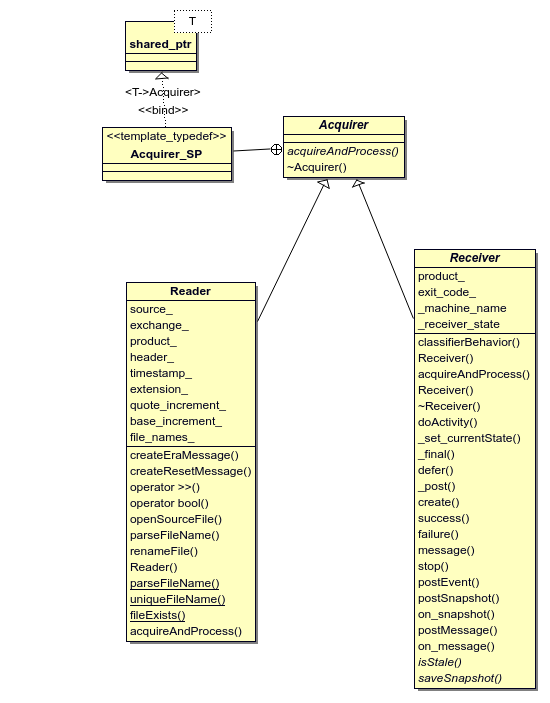 T
shared_ptr
<T->Acquirer>
<<bind>>
<<template_typedef>>
Acquirer_SP
Acquirer
acquireAndProcess()
~Acquirer()
Reader
source_
exchange_
product_
header_
timestamp_
extension_
quote_increment_
base_increment_
file_names_
createEraMessage()
createResetMessage()
operator >>()
operator bool()
openSourceFile()
parseFileName()
renameFile()
Reader()
parseFileName()
uniqueFileName()
fileExists()
acquireAndProcess()
Receiver
product_
exit_code_
_machine_name
_receiver_state
classifierBehavior()
Receiver()
acquireAndProcess()
Receiver()
~Receiver()
doActivity()
_set_currentState()
_final()
defer()
_post()
create()
success()
failure()
message()
stop()
postEvent()
postSnapshot()
on_snapshot()
postMessage()
on_message()
isStale()
saveSnapshot()